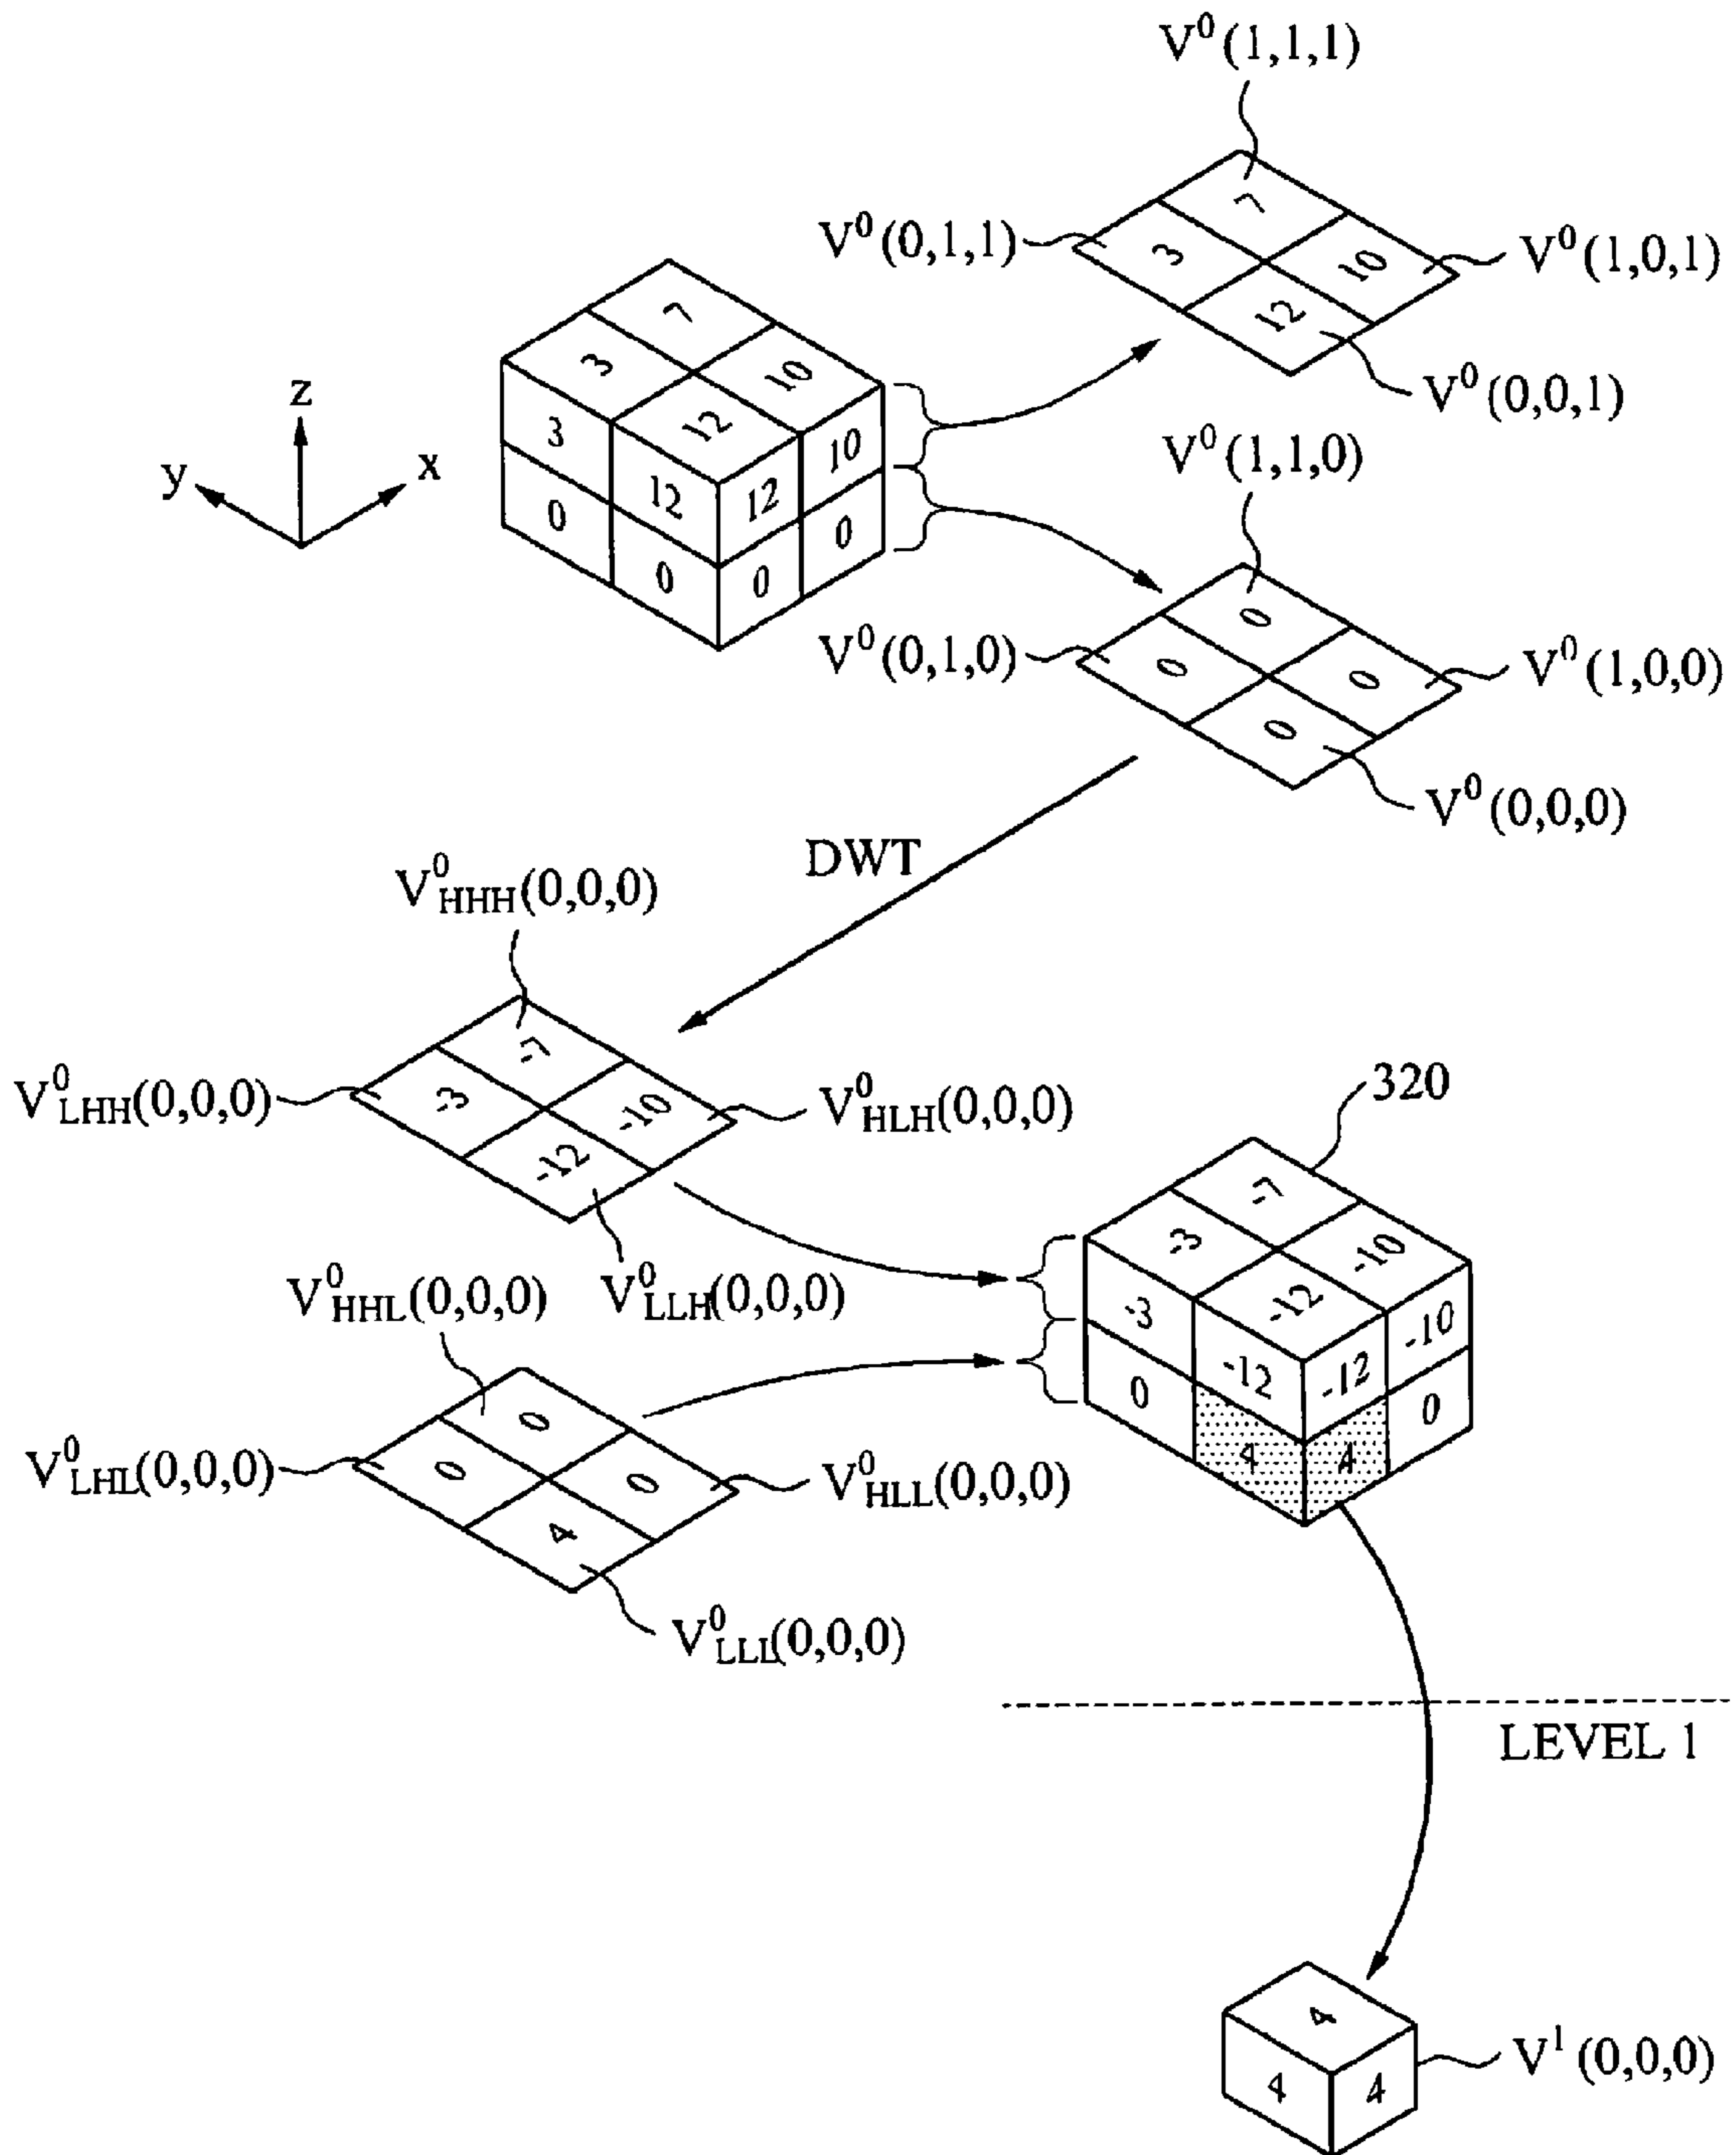 V⁰(1,1,1)
V⁰(0,1,1)
7
3
10
12
V⁰(1,0,1)
V⁰(0,0,1)
z
y
x
7
3
10
12
3
12
12
10
0
0
0
0
V⁰(1,1,0)
V⁰(0,1,0)
0
0
0
0
V⁰(1,0,0)
V⁰(0,0,0)
DWT
V⁰HHH(0,0,0)
V⁰LHH(0,0,0)
-7
-3
-10
-12
V⁰HLH(0,0,0)
V⁰LLH(0,0,0)
320
-7
-3
-10
-12
-3
-12
-12
-10
0
4
4
0
V⁰HHL(0,0,0)
V⁰LHL(0,0,0)
0
0
0
4
V⁰HLL(0,0,0)
V⁰LLL(0,0,0)
LEVEL 1
4
4
4
V¹(0,0,0)